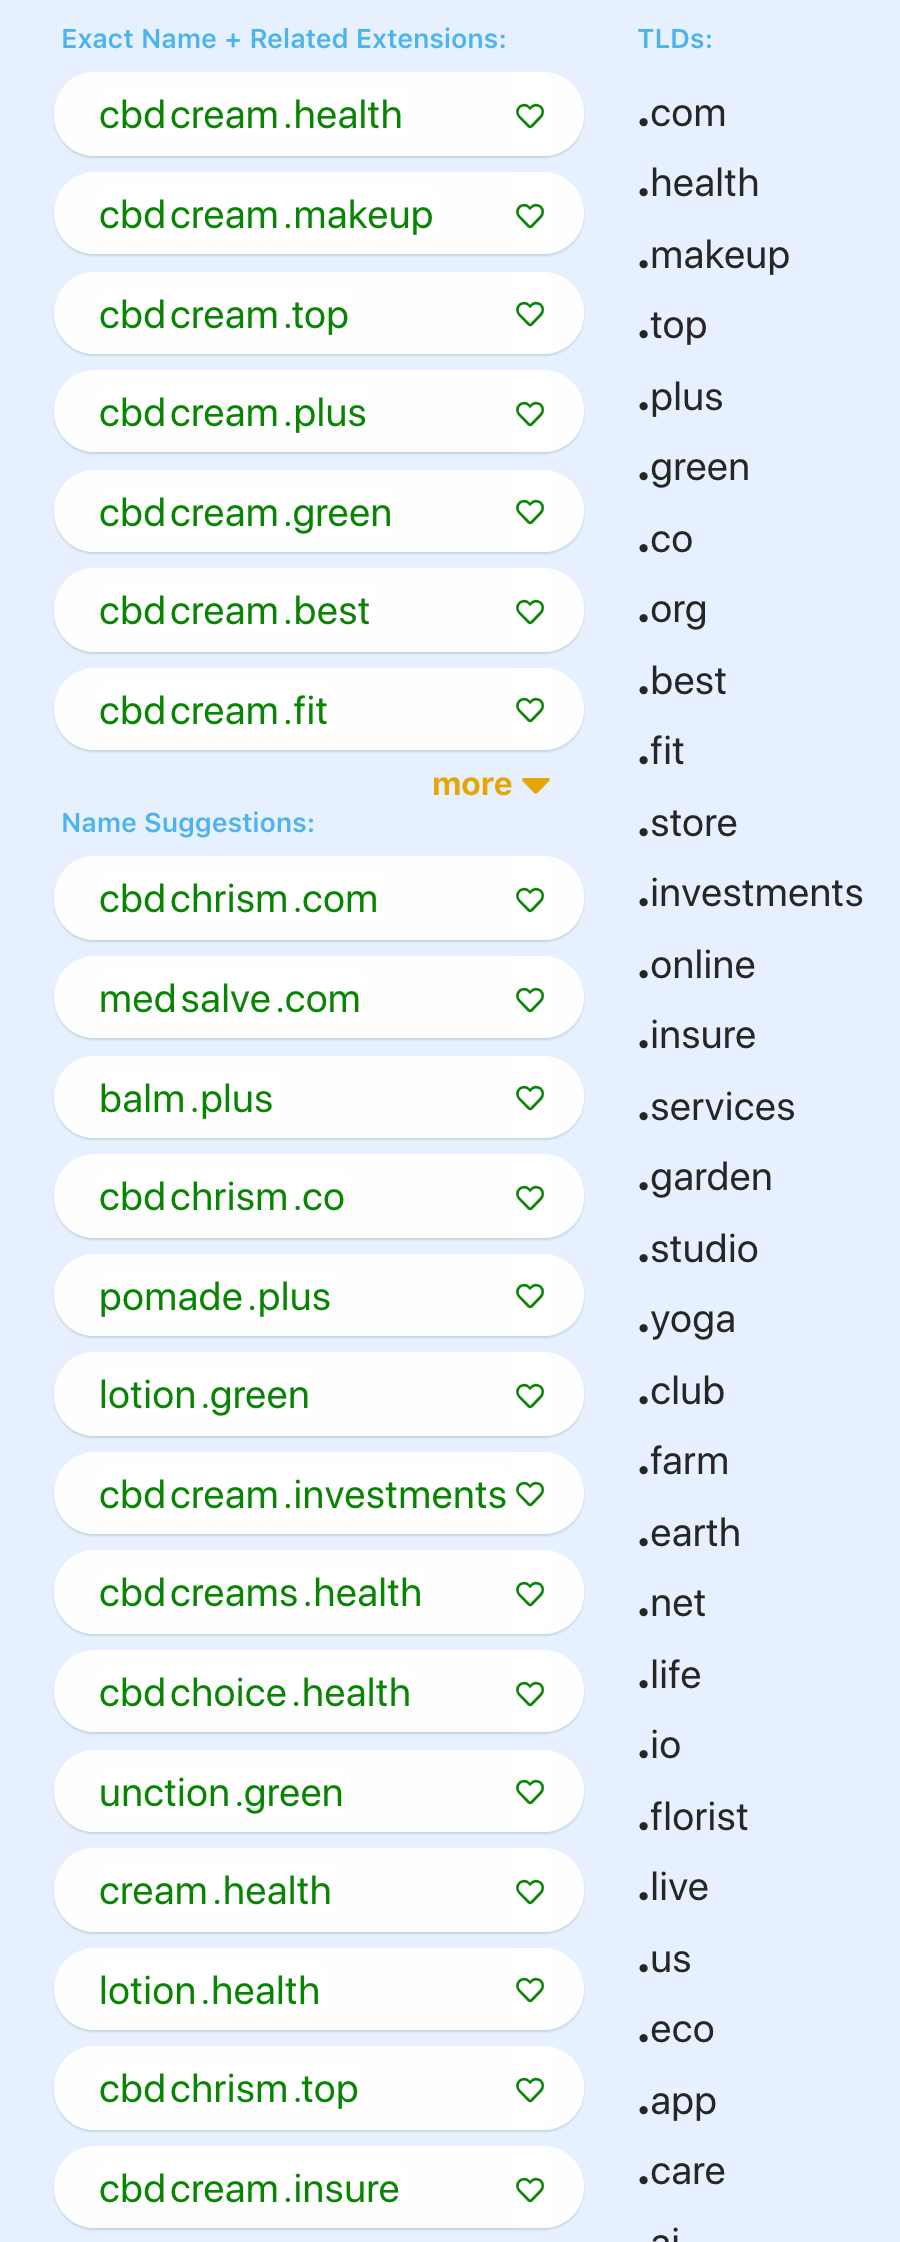 Exact Name + Related Extensions:
cbdcream.health
cbdcream.makeup
cbdcream.top
cbdcream.plus
cbdcream.green
cbdcream.best
cbdcream.fit
more
Name Suggestions:
cbdchrism.com
medsalve.com
balm.plus
cbdchrism.co
pomade.plus
lotion.green
cbdcream.investments
cbdcreams.health
cbdchoice.health
unction.green
cream.health
lotion.health
cbdchrism.top
cbdcream.insure
TLDs:
.com
.health
.makeup
.top
.plus
.green
.co
.org
.best
.fit
.store
.investments
.online
.insure
.services
.garden
.studio
.yoga
.club
.farm
.earth
.net
.life
.io
.florist
.live
.us
.eco
.app
.care